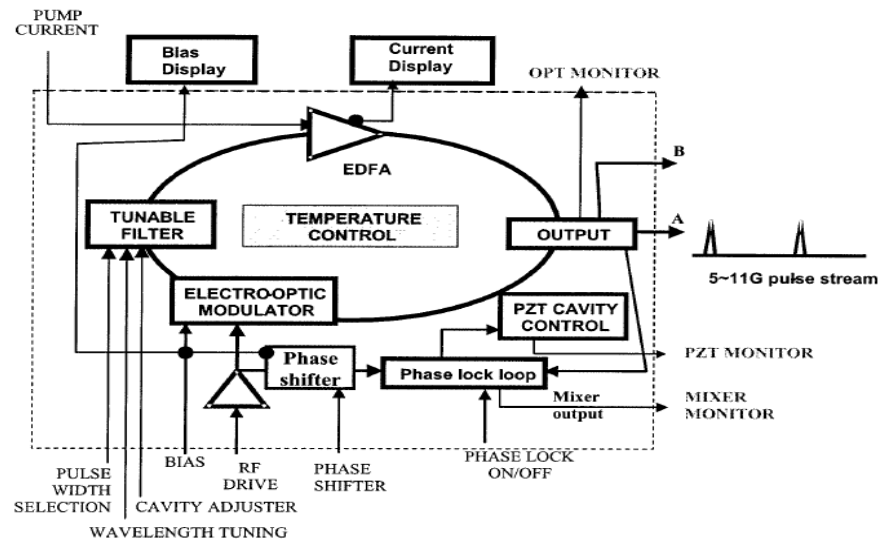 PUMP
CURRENT
Bias
Display
Current
Display
OPT MONITOR
EDFA
B
TUNABLE
FILTER
TEMPERATURE
CONTROL
OUTPUT
A
5~11G pulse stream
ELECTRO-OPTIC
MODULATOR
PZT CAVITY
CONTROL
Phase
shifter
Phase lock loop
PZT MONITOR
Mixer
output
MIXER
MONITOR
BIAS
RF
DRIVE
PHASE
SHIFTER
PHASE LOCK
ON/OFF
PULSE
WIDTH
SELECTION
CAVITY ADJUSTER
WAVELENGTH TUNING